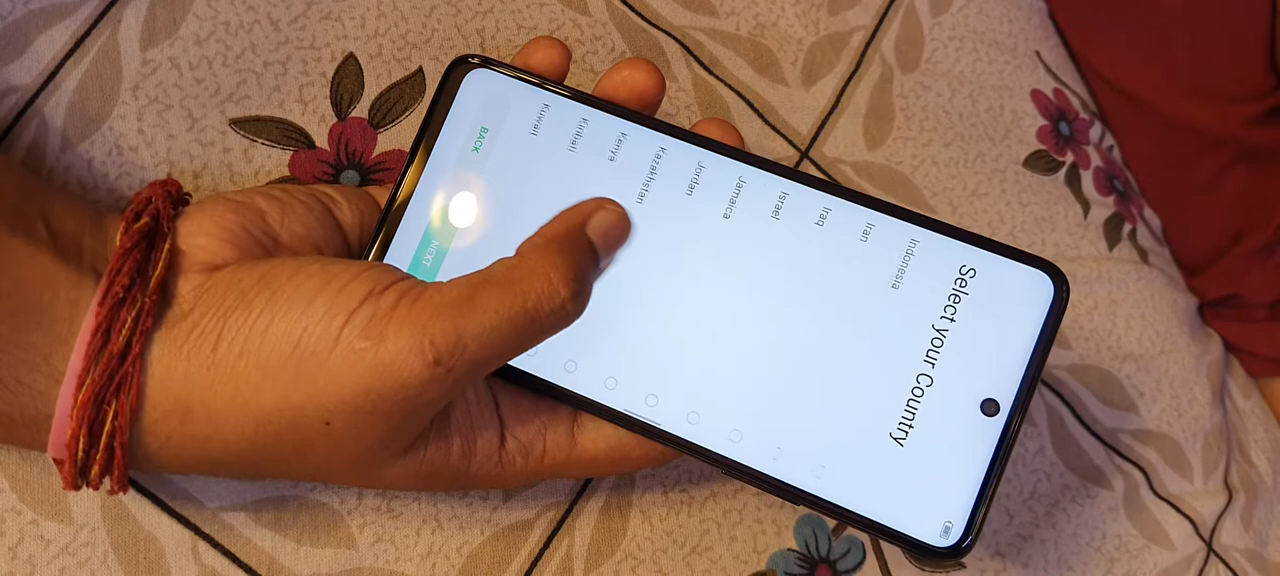 Select your Country
Indonesia
Iran
Iraq
Israel
Jamaica
Jordan
Kazakhstan
Kenya
Kiribati
Kuwait
BACK
NEXT